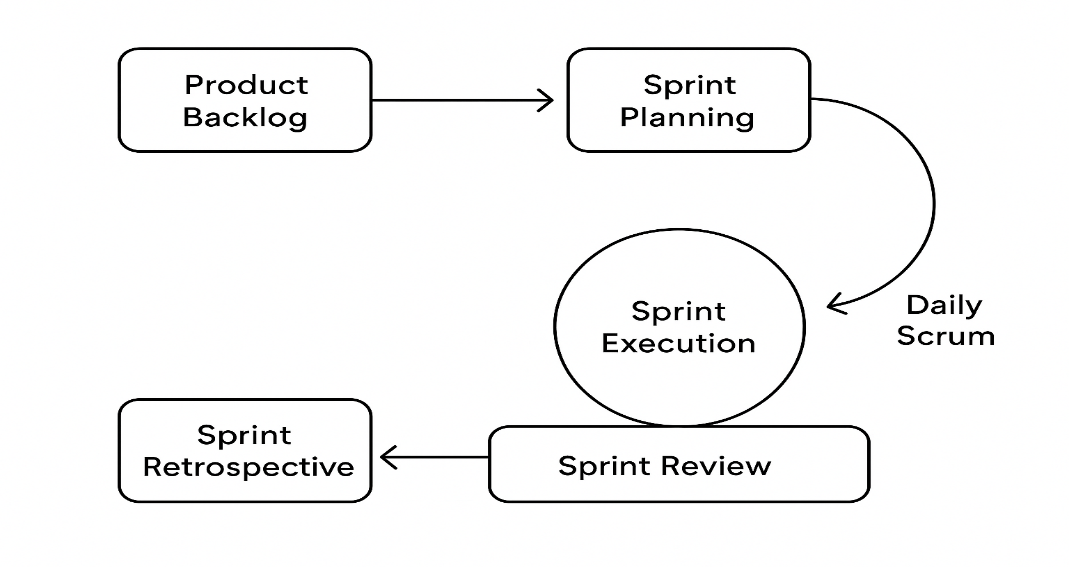 Product
Backlog
Sprint
Planning
Sprint
Execution
Daily
Scrum
Sprint
Retrospective
Sprint Review